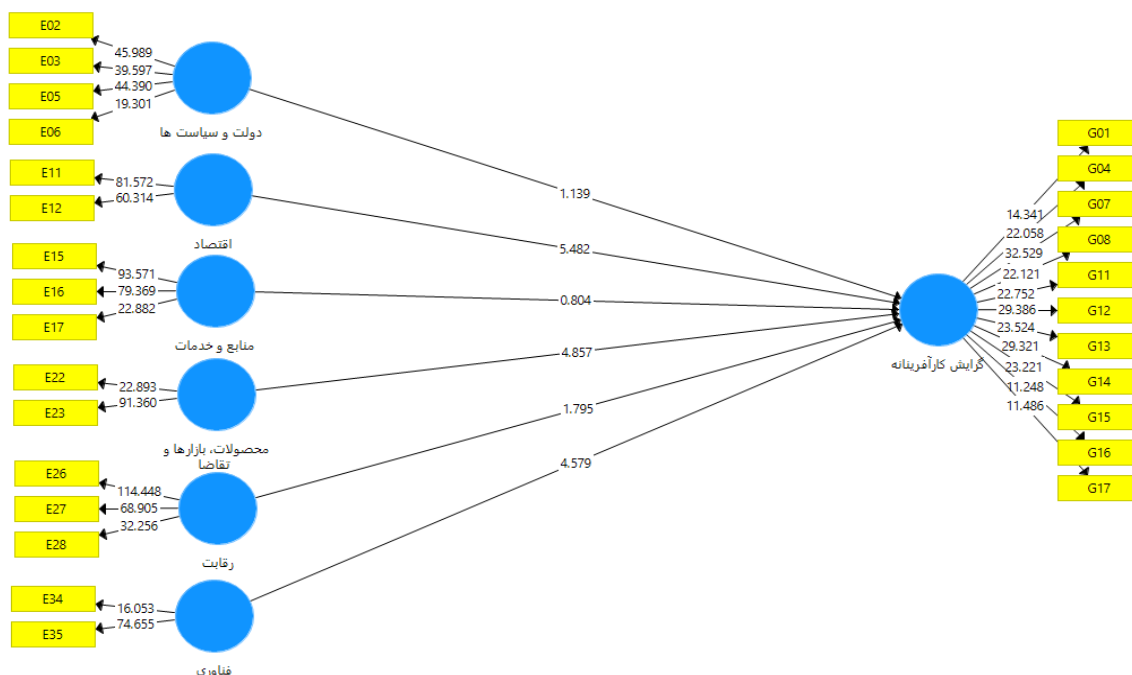 E02
45.989
E03
39.597
E05
44.390
19.301
E06
دولت و سیاست ها
E11
81.572
60.314
E12
اقتصاد
E15
93.571
E16
79.369
22.882
E17
منابع و خدمات
E22
22.893
E23
91.360
محصولات، بازارها و
تقاضا
E26
114.448
E27
68.905
32.256
E28
رقابت
E34
16.053
E35
74.655
فناوری
1.139
5.482
0.804
4.857
1.795
4.579
گرایش کارآفرینانه
14.341
22.058
32.529
22.121
22.752
29.386
23.524
29.321
23.221
11.248
11.486
G01
G04
G07
G08
G11
G12
G13
G14
G15
G16
G17